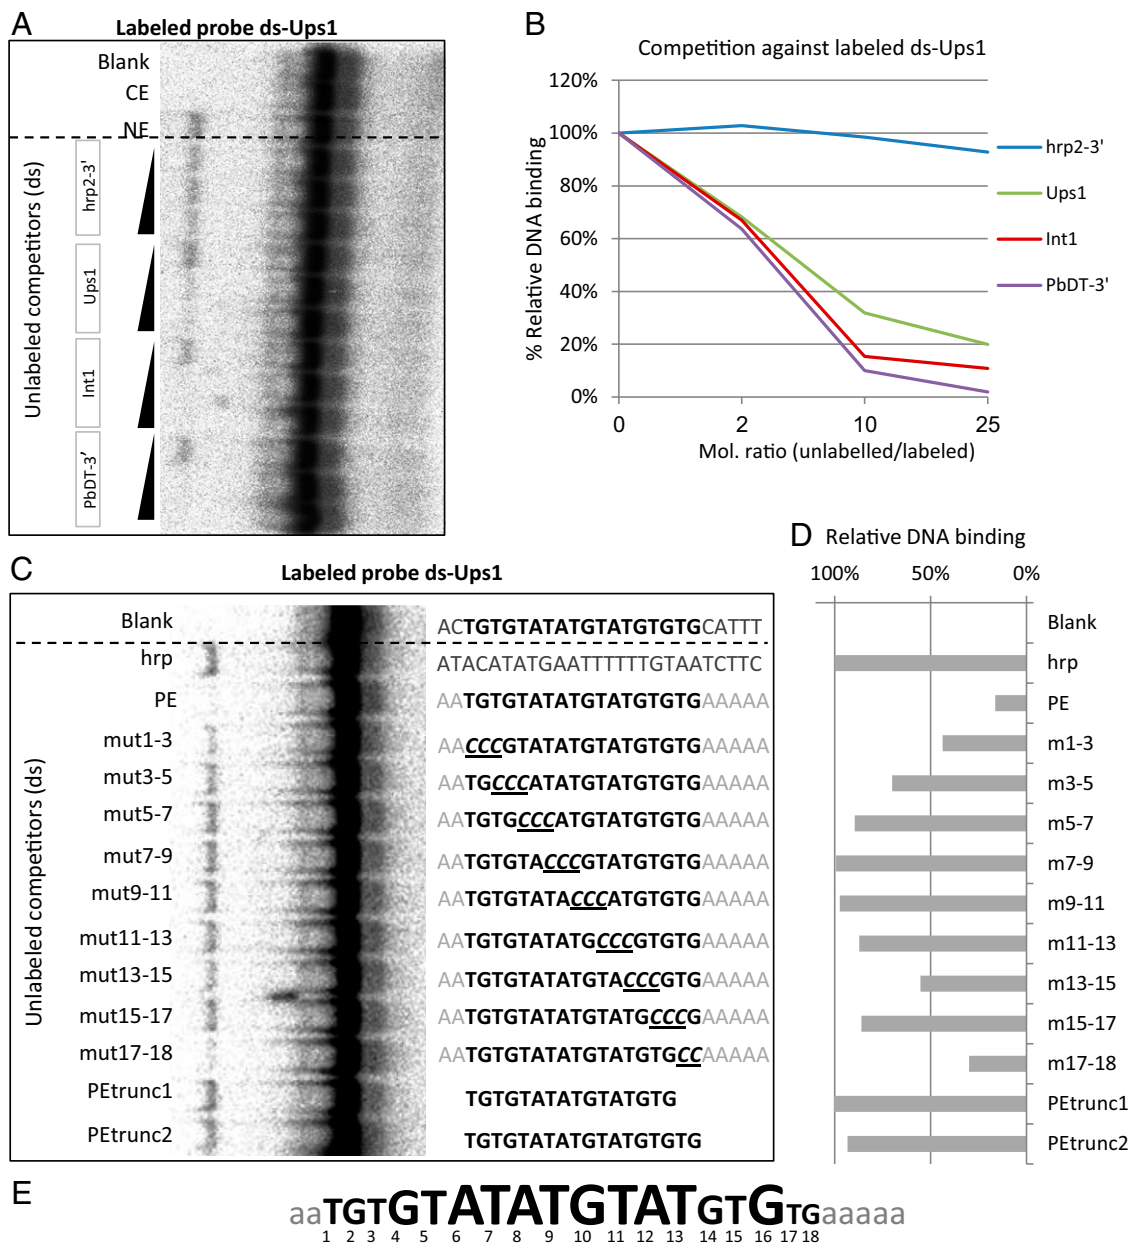 A
Labeled probe ds-Ups1
Blank
CE
NE
Unlabeled competitors (ds)
hrp2-3'
Ups1
Int1
PbDT-3'
B
Competition against labeled ds-Ups1
% Relative DNA binding
120%
100%
80%
60%
40%
20%
0%
0 2 10 25
Mol. ratio (unlabelled/labeled)
hrp2-3'
Ups1
Int1
PbDT-3'
C
Labeled probe ds-Ups1
Unlabeled competitors (ds)
Blank ACTGTGTATATGTATGTGTGCATTT
hrp ATACATATGAATTTTTTGTAATCTTC
PE AATGTGTATATGTATGTGTGAAAAA
mut1-3 AACCCGTATATGTATGTGTGAAAAA
mut3-5 AATGCCCATATGTATGTGTGAAAAA
mut5-7 AATGTGCCCATGTATGTGTGAAAAA
mut7-9 AATGTGTACCCGTATGTGTGAAAAA
mut9-11 AATGTGTATACCCATGTGTGAAAAA
mut11-13 AATGTGTATATGCCCGTGTGAAAAA
mut13-15 AATGTGTATATGTACCCGTGAAAAA
mut15-17 AATGTGTATATGTATGCCCGAAAAA
mut17-18 AATGTGTATATGTATGTGCCAAAAA
PEtrunc1 TGTGTATATGTATGTG
PEtrunc2 TGTGTATATGTATGTGTG
D
Relative DNA binding
100% 50% 0%
Blank
hrp
PE
m1-3
m3-5
m5-7
m7-9
m9-11
m11-13
m13-15
m15-17
m17-18
PEtrunc1
PEtrunc2
E
aaTGTGTATATGTATGTGTGaaaaa
1 2 3 4 5 6 7 8 9 10 11 12 13 14 15 16 17 18